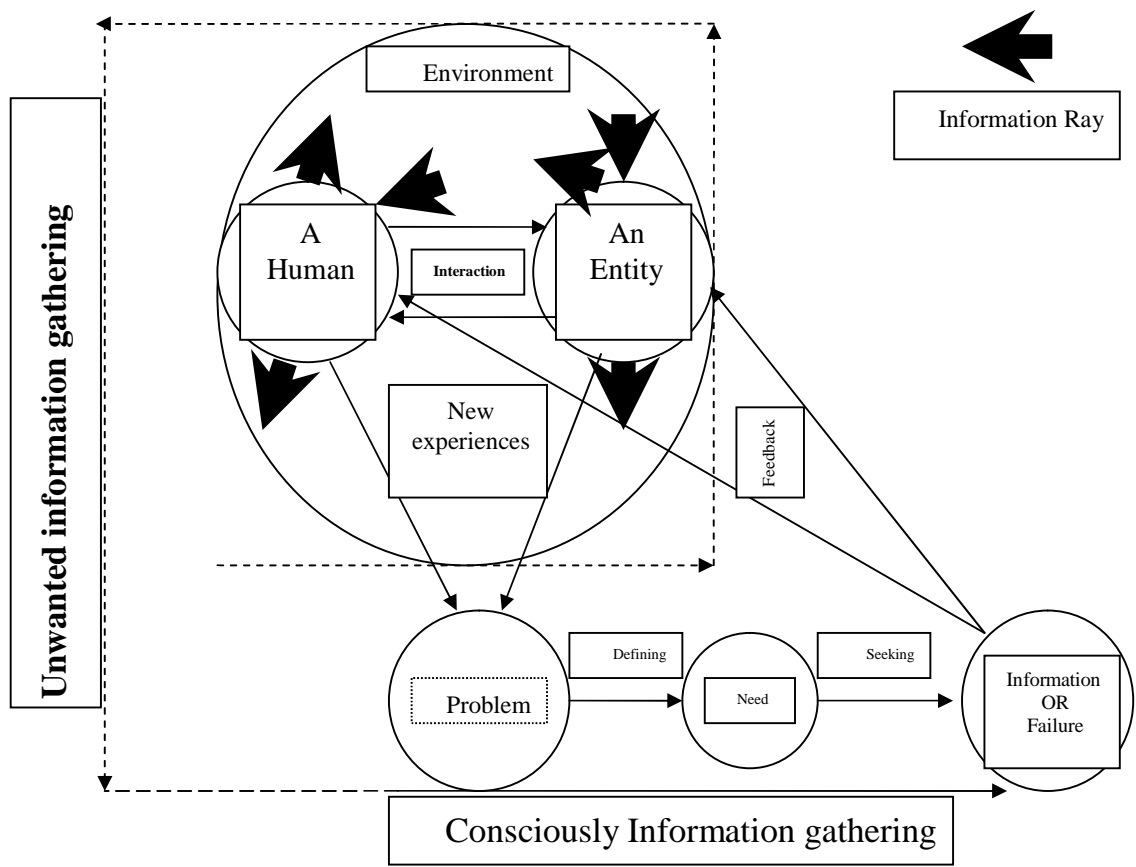 Environment
Information Ray
A
Human
Interaction
An
Entity
Unwanted information gathering
New
experiences
Feedback
Problem
Defining
Need
Seeking
Information
OR
Failure
Consciously Information gathering